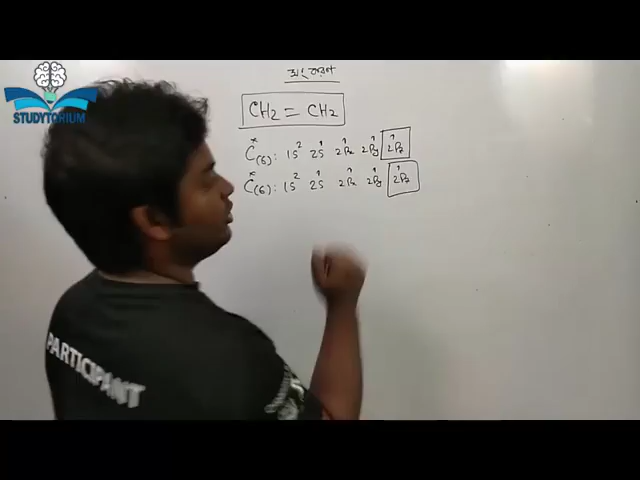 সংকরণ
CH₂ = CH₂
C*(6): 1s² 2s¹ 2Px¹ 2Py¹ 2Pz¹
C*(6): 1s² 2s¹ 2Px¹ 2Py¹ 2Pz¹
STUDYTORIUM
PARTICIPANT